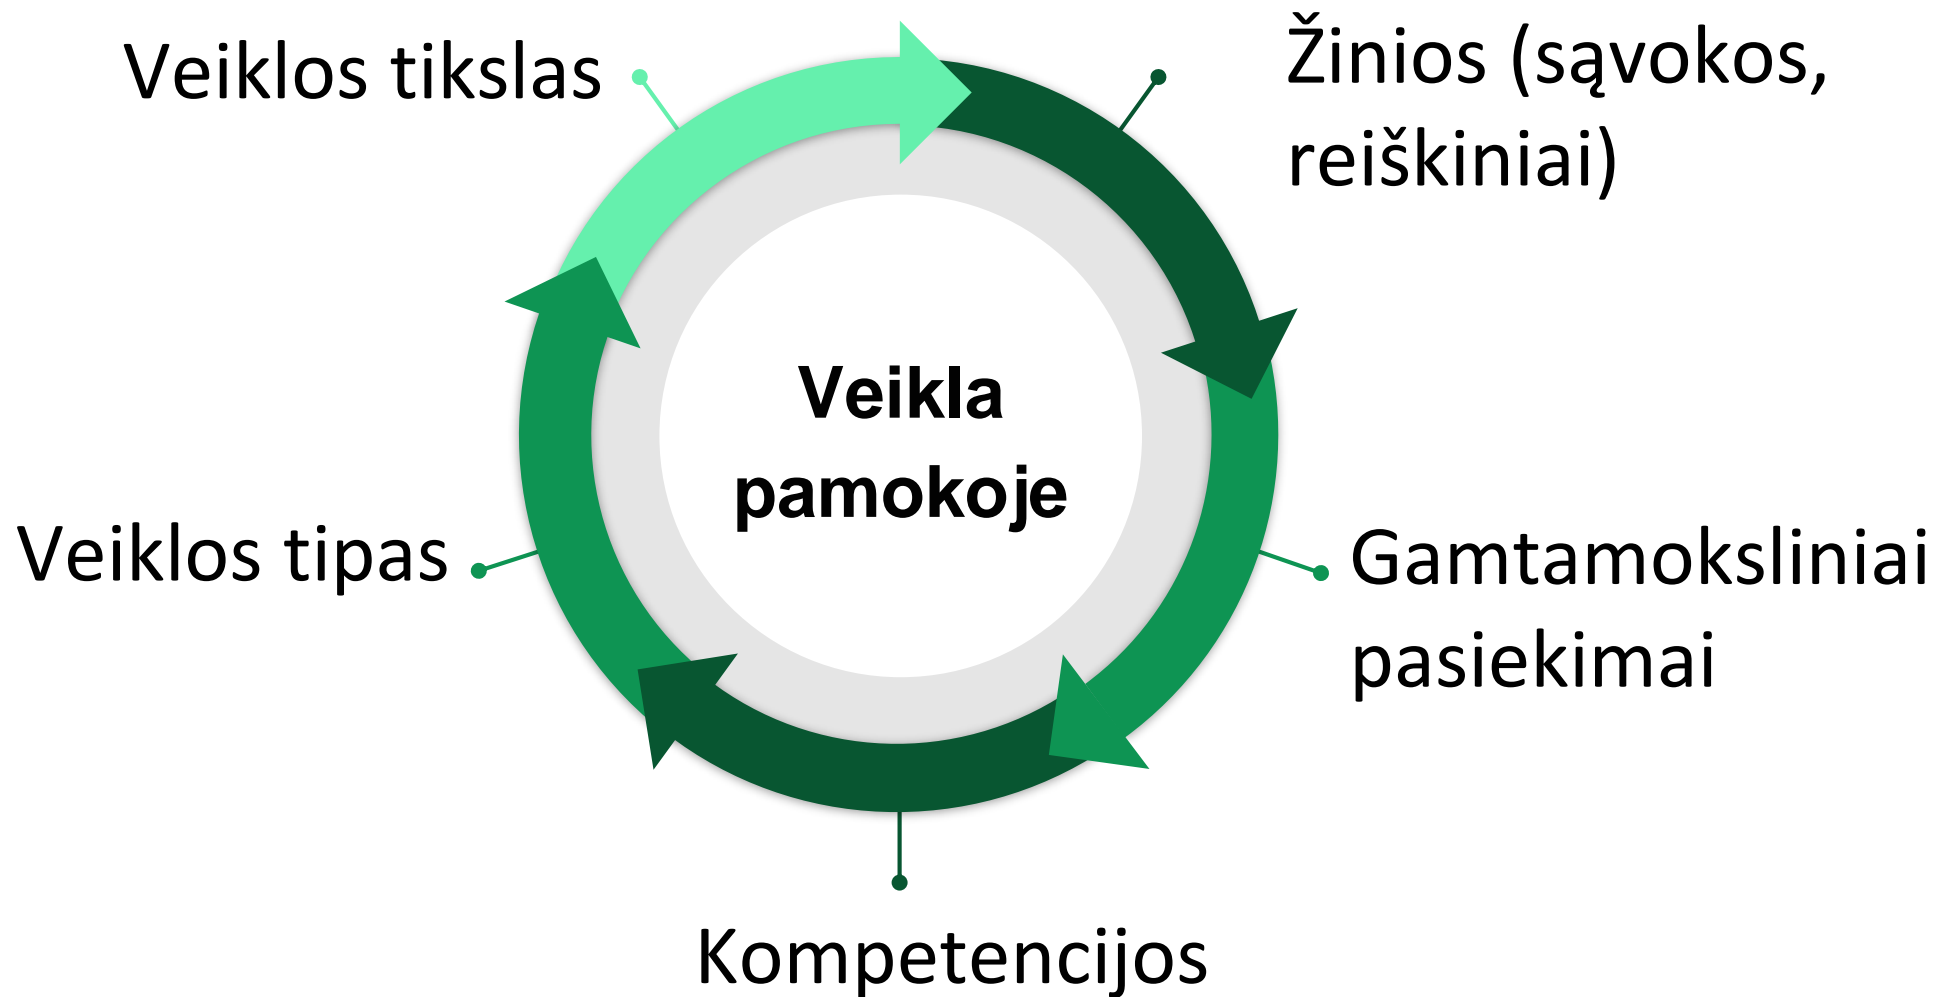 Veiklos tikslas
Žinios (sąvokos,
reiškiniai)
Veikla
pamokoje
Veiklos tipas
Gamtamoksliniai
pasiekimai
Kompetencijos